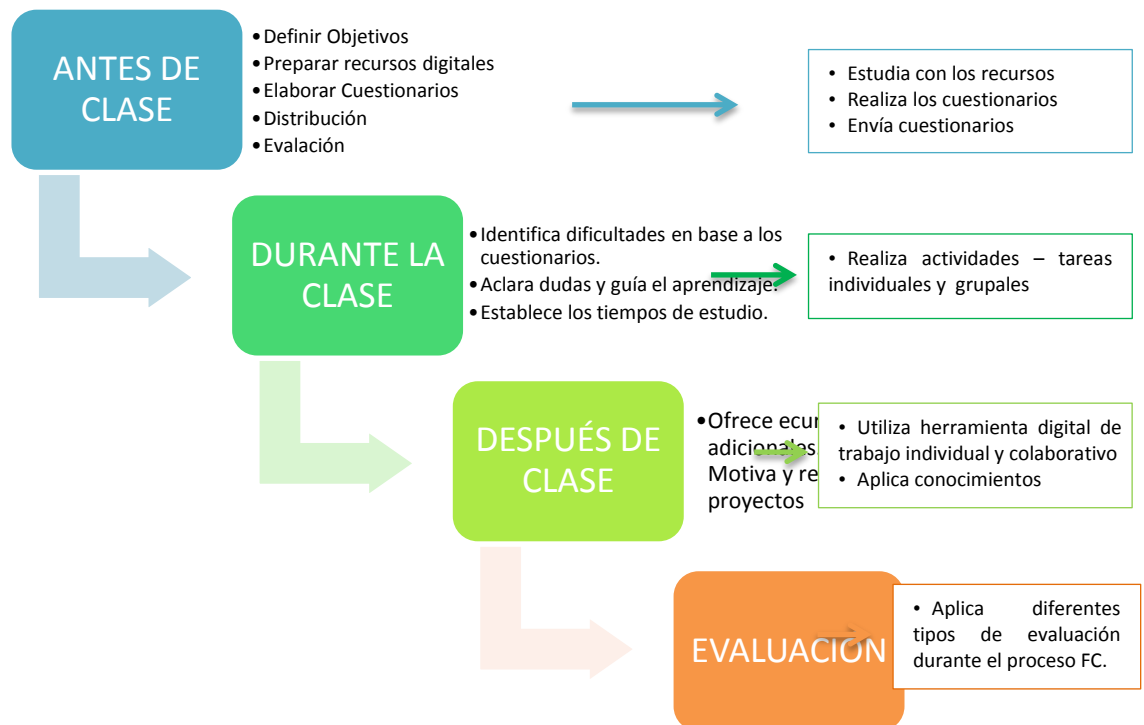 ANTES DE
CLASE
•Definir Objetivos
•Preparar recursos digitales
•Elaborar Cuestionarios
•Distribución
•Evalación
• Estudia con los recursos
• Realiza los cuestionarios
• Envía cuestionarios
DURANTE LA
CLASE
•Identifica dificultades en base a los
cuestionarios.
•Aclara dudas y guía el aprendizaje.
•Establece los tiempos de estudio.
• Realiza actividades – tareas
individuales y grupales
DESPUÉS DE
CLASE
•Ofrece
adicionales
Motiva y
proyectos
• Utiliza herramienta digital de
trabajo individual y colaborativo
• Aplica conocimientos
EVALUACIÓN
• Aplica diferentes
tipos de evaluación
durante el proceso FC.